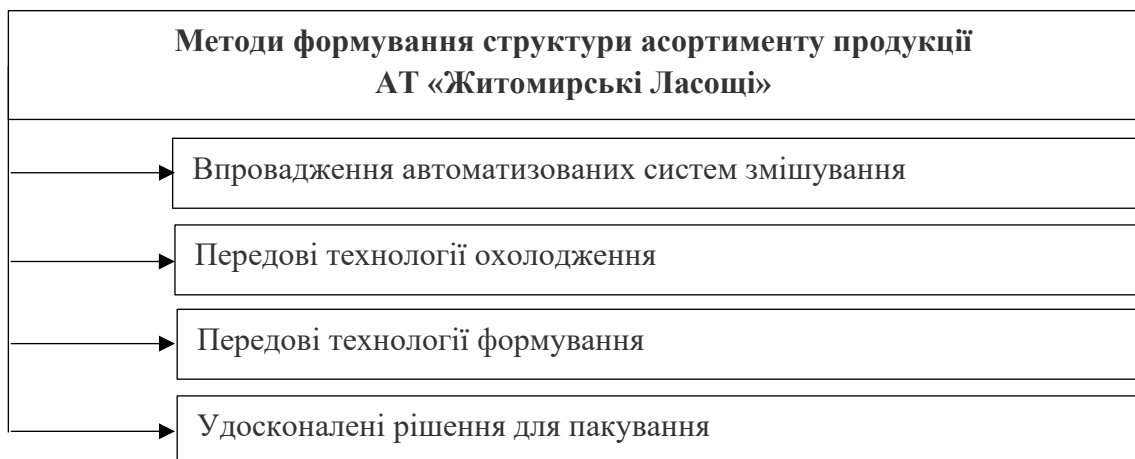 Методи формування структури асортименту продукції
АТ «Житомирські Ласощі»
Впровадження автоматизованих систем змішування
Передові технології охолодження
Передові технології формування
Удосконалені рішення для пакування